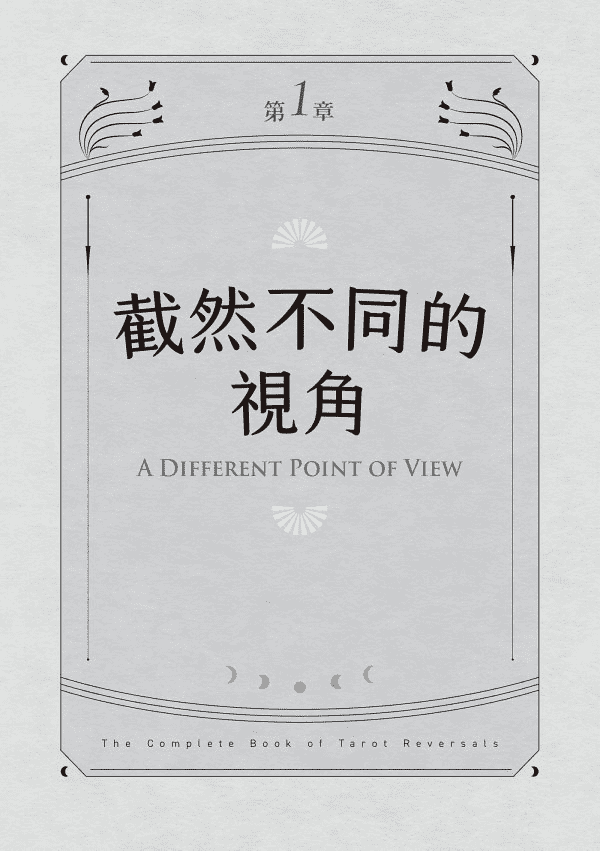 第1章
截然不同的
視角
A DIFFERENT POINT OF VIEW
The Complete Book of Tarot Reversals